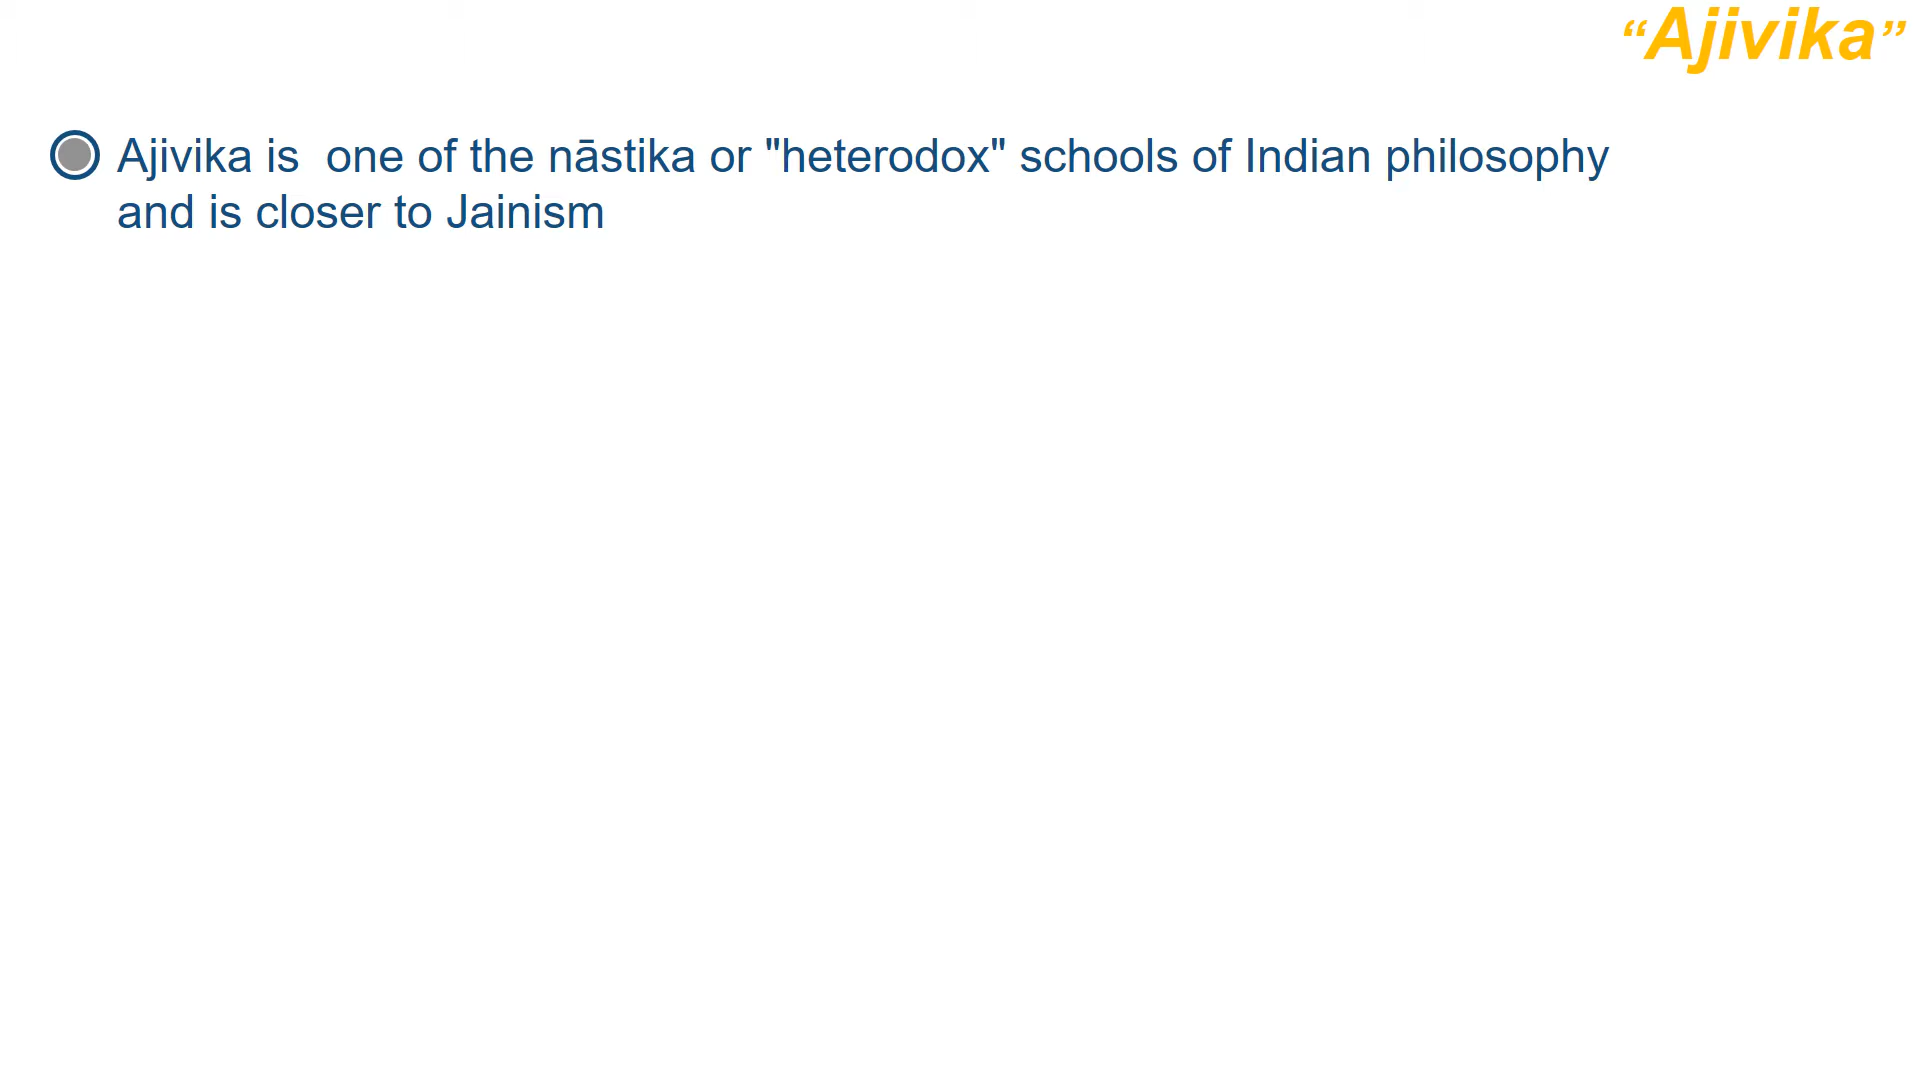 “Ajivika”
Ajivika is  one of the nāstika or "heterodox" schools of Indian philosophy
and is closer to Jainism